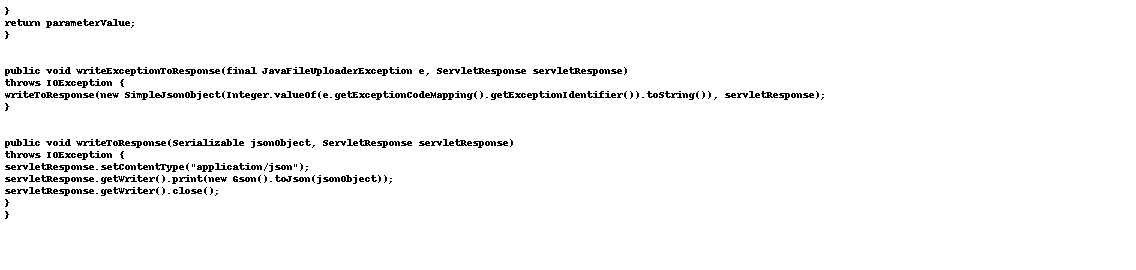 }
return parameterValue;
}
public void writeExceptionToResponse(final JavaFileUploaderException e, ServletResponse servletResponse)
throws IOException {
writeToResponse(new SimpleJsonObject(Integer.valueOf(e.getExceptionCodeMapping().getExceptionIdentifier()).toString()), servletResponse);
}
public void writeToResponse(Serializable jsonObject, ServletResponse servletResponse)
throws IOException {
servletResponse.setContentType("application/json");
servletResponse.getWriter().print(new Gson().toJson(jsonObject));
servletResponse.getWriter().close();
}
}